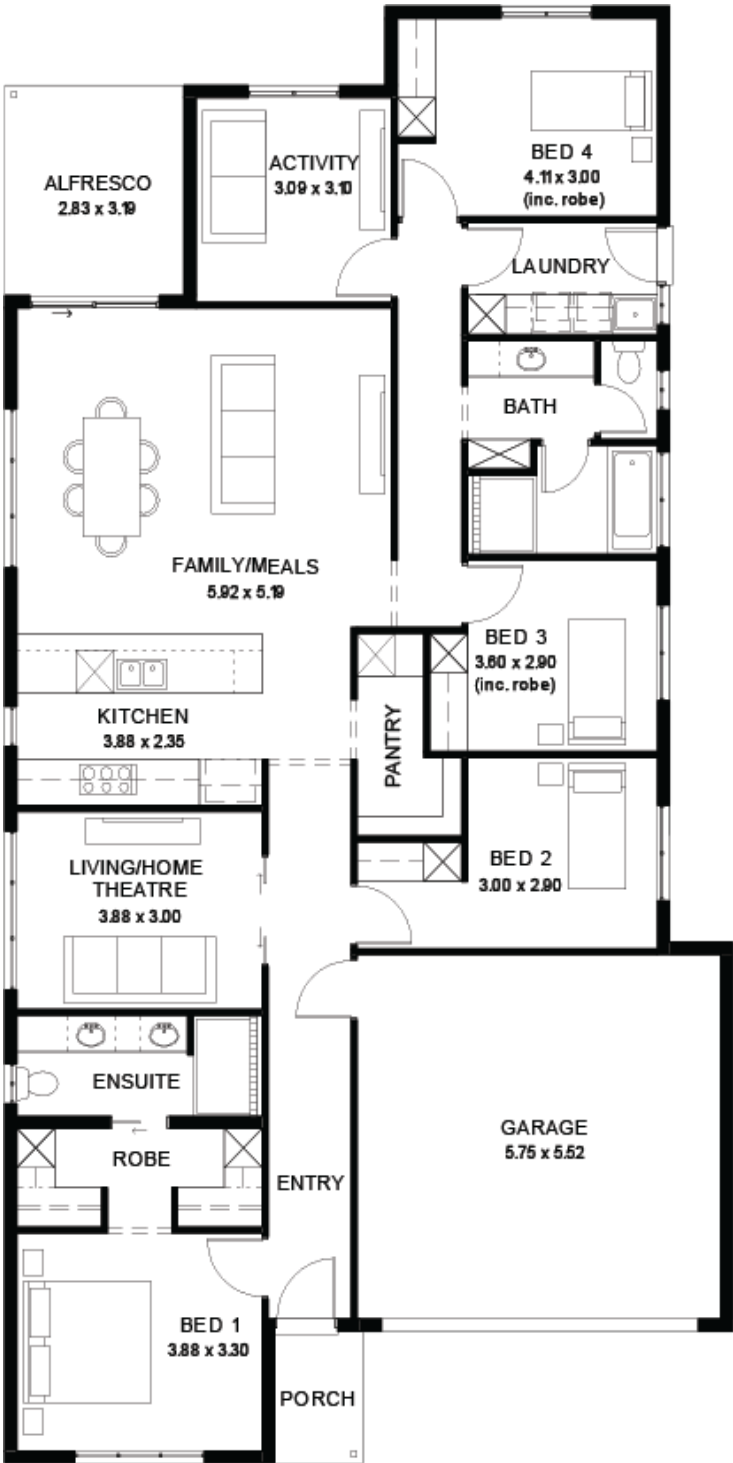 BED 4
4.11 x 3.00
(inc. robe)
ACTIVITY
3.09 x 3.10
ALFRESCO
2.83 x 3.19
LAUNDRY
BATH
FAMILY/MEALS
5.92 x 5.19
BED 3
3.60 x 2.90
(inc. robe)
KITCHEN
3.88 x 2.35
PANTRY
LIVING/HOME
THEATRE
3.88 x 3.00
BED 2
3.00 x 2.90
ENSUITE
GARAGE
5.75 x 5.52
ROBE
ENTRY
BED 1
3.88 x 3.30
PORCH